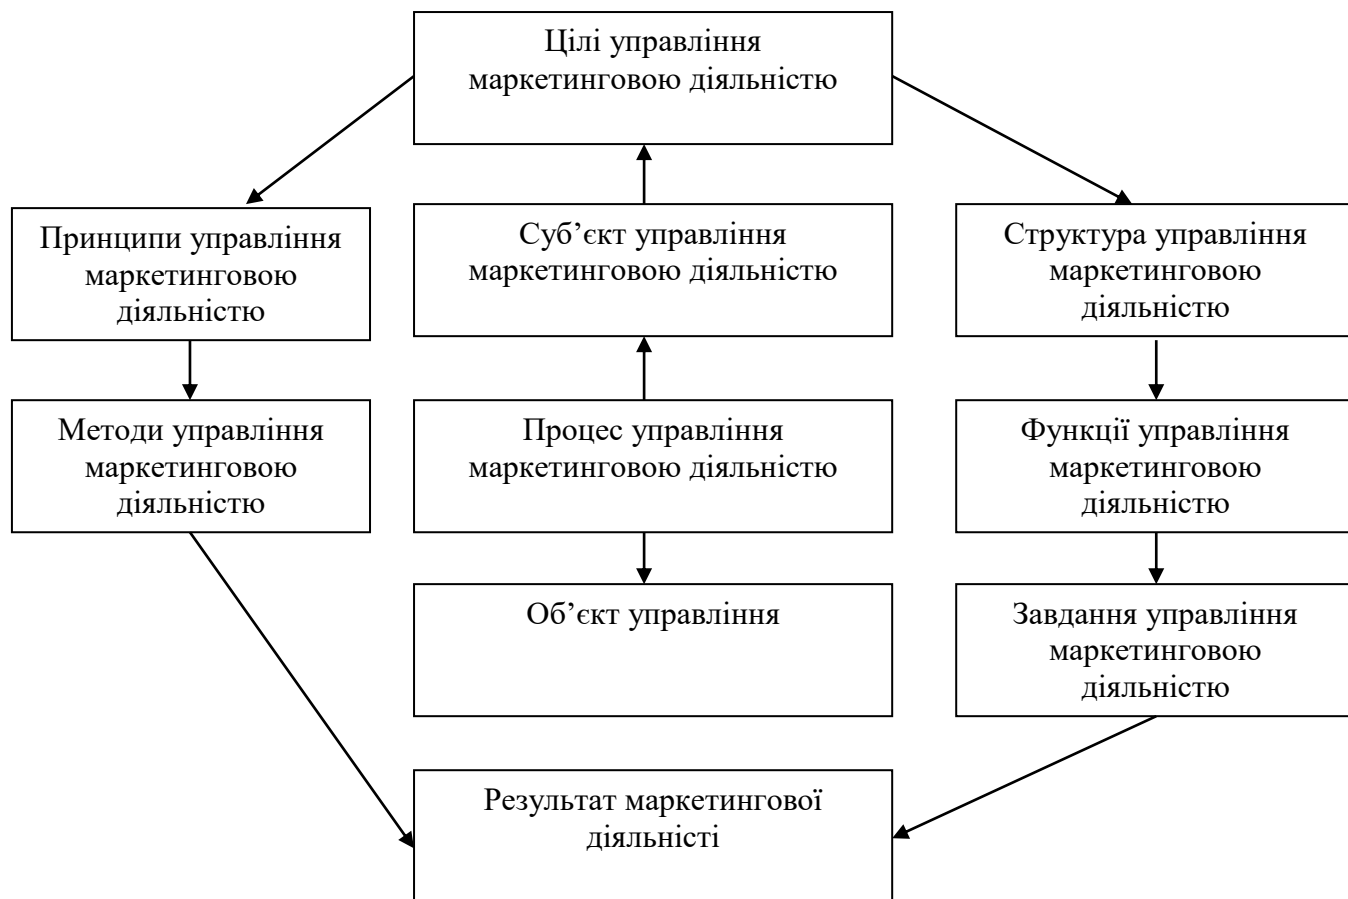 Цілі управління
маркетинговою діяльністю
Принципи управління
маркетинговою
діяльністю
Суб’єкт управління
маркетинговою діяльністю
Структура управління
маркетинговою
діяльністю
Методи управління
маркетинговою
діяльністю
Процес управління
маркетинговою діяльністю
Функції управління
маркетинговою
діяльністю
Об’єкт управління
Завдання управління
маркетинговою
діяльністю
Результат маркетингової
діяльністі